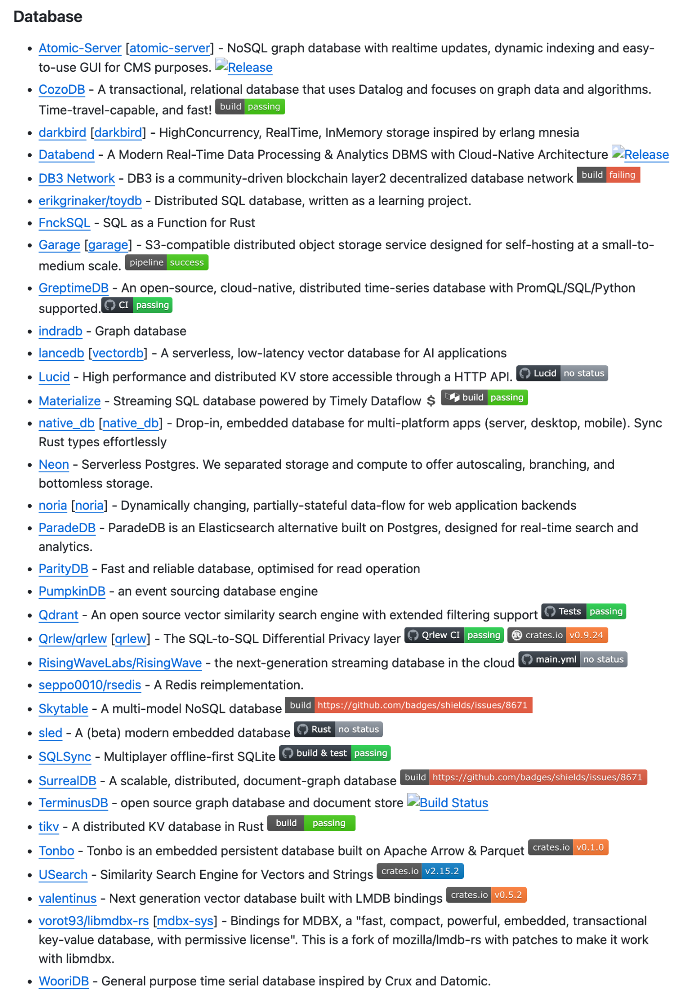 Database
• Atomic-Server [atomic-server] - NoSQL graph database with realtime updates, dynamic indexing and easy-
to-use GUI for CMS purposes. Release
• CozoDB - A transactional, relational database that uses Datalog and focuses on graph data and algorithms.
Time-travel-capable, and fast! build passing
• darkbird [darkbird] - HighConcurrency, RealTime, InMemory storage inspired by erlang mnesia
• Databend - A Modern Real-Time Data Processing & Analytics DBMS with Cloud-Native Architecture Release
• DB3 Network - DB3 is a community-driven blockchain layer2 decentralized database network build failing
• erikgrinaker/toydb - Distributed SQL database, written as a learning project.
• FnckSQL - SQL as a Function for Rust
• Garage [garage] - S3-compatible distributed object storage service designed for self-hosting at a small-to-
medium scale. pipeline success
• GreptimeDB - An open-source, cloud-native, distributed time-series database with PromQL/SQL/Python
supported. CI passing
• indradb - Graph database
• lancedb [vectordb] - A serverless, low-latency vector database for AI applications
• Lucid - High performance and distributed KV store accessible through a HTTP API. Lucid no status
• Materialize - Streaming SQL database powered by Timely Dataflow $ build passing
• native_db [native_db] - Drop-in, embedded database for multi-platform apps (server, desktop, mobile). Sync
Rust types effortlessly
• Neon - Serverless Postgres. We separated storage and compute to offer autoscaling, branching, and
bottomless storage.
• noria [noria] - Dynamically changing, partially-stateful data-flow for web application backends
• ParadeDB - ParadeDB is an Elasticsearch alternative built on Postgres, designed for real-time search and
analytics.
• ParityDB - Fast and reliable database, optimised for read operation
• PumpkinDB - an event sourcing database engine
• Qdrant - An open source vector similarity search engine with extended filtering support Tests passing
• Qrlew/qrlew [qrlew] - The SQL-to-SQL Differential Privacy layer Qrlew CI passing crates.io v0.9.24
• RisingWaveLabs/RisingWave - the next-generation streaming database in the cloud main.yml no status
• seppo0010/rsedis - A Redis reimplementation.
• Skytable - A multi-model NoSQL database build https://github.com/badges/shields/issues/8671
• sled - A (beta) modern embedded database Rust no status
• SQLSync - Multiplayer offline-first SQLite build & test passing
• SurrealDB - A scalable, distributed, document-graph database build https://github.com/badges/shields/issues/8671
• TerminusDB - open source graph database and document store Build Status
• tikv - A distributed KV database in Rust build passing
• Tonbo - Tonbo is an embedded persistent database built on Apache Arrow & Parquet crates.io v0.1.0
• USearch - Similarity Search Engine for Vectors and Strings crates.io v2.15.2
• valentinus - Next generation vector database built with LMDB bindings crates.io v0.5.2
• vorot93/libmdbx-rs [mdbx-sys] - Bindings for MDBX, a "fast, compact, powerful, embedded, transactional
key-value database, with permissive license". This is a fork of mozilla/lmdb-rs with patches to make it work
with libmdbx.
• WooriDB - General purpose time serial database inspired by Crux and Datomic.